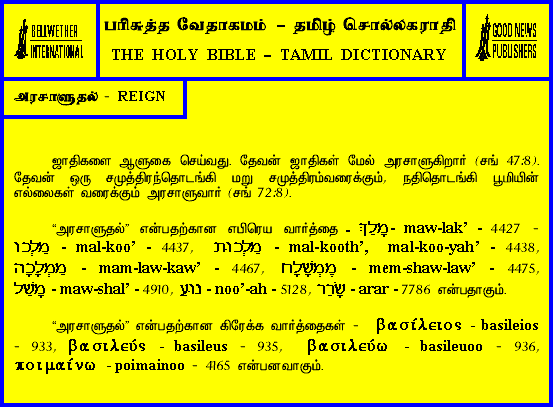 BELLWETHER
INTERNATIONAL
பரிசுத்த வேதாகமம் – தமிழ் சொல்லகராதி
THE HOLY BIBLE – TAMIL DICTIONARY
GOOD NEWS
PUBLISHERS
அரசாளுதல் - REIGN
ஜாதிகளை ஆளுகை செய்வது. தேவன் ஜாதிகள் மேல் அரசாளுகிறார் (சங் 47:8).
தேவன் ஒரு சமுத்திரந்தொடங்கி மறு சமுத்திரம்வரைக்கும், நதிதொடங்கி பூமியின்
எல்லைகள் வரைக்கும் அரசாளுவார் (சங் 72:8).
“அரசாளுதல்” என்பதற்கான எபிரெய வார்த்தை - מָלַךְ - maw-lak’ - 4427 -
מַלְכוּ - mal-koo’ - 4437, מַלְכוּת - mal-kooth’, mal-koo-yah’ - 4438,
מַמְלָכָה - mam-law-kaw’ - 4467, מֶמְשָׁלָה - mem-shaw-law’ - 4475,
מָשַׁל - maw-shal’ - 4910, נוּעַ - noo’-ah - 5128, שָׂרַר - arar - 7786 என்பதாகும்.
“அரசாளுதல்” என்பதற்கான கிரேக்க வார்த்தைகள் - βασίλειος - basileios
- 933, βασιλεύς - basileus - 935, βασιλεύω - basileuoo - 936,
ποιμαίνω - poimainoo - 4165 என்பனவாகும்.